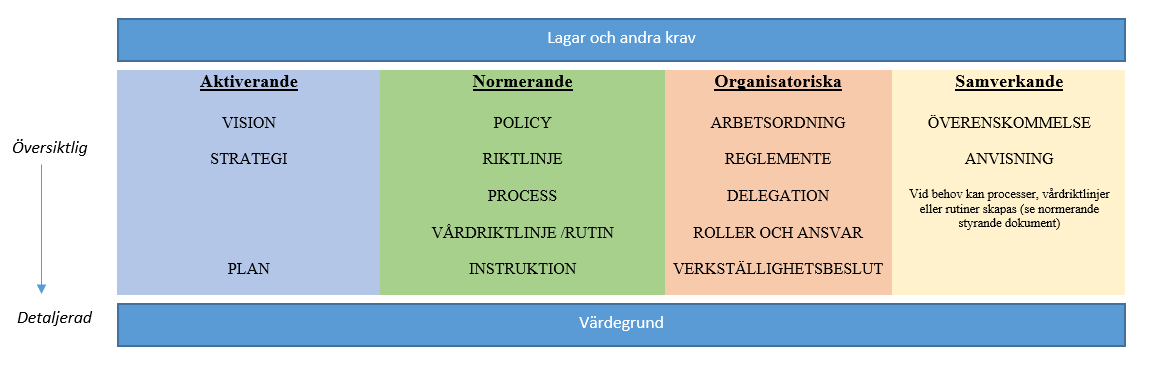 Lagar och andra krav
Aktiverande Normerande Organisatoriska Samverkande
VISION POLICY ARBETSORDNING ÖVERENSKOMMELSE
Översiktlig
STRATEGI RIKTLINJE REGLEMENTE ANVISNING
PROCESS DELEGATION Vid behov kan processer, vårdriktlinjer
eller rutiner skapas (se normerande
styrande dokument)
VÅRDRIKTLINJE /RUTIN ROLLER OCH ANSVAR
PLAN INSTRUKTION VERKSTÄLLIGHETSBESLUT
Detaljerad
Värdegrund